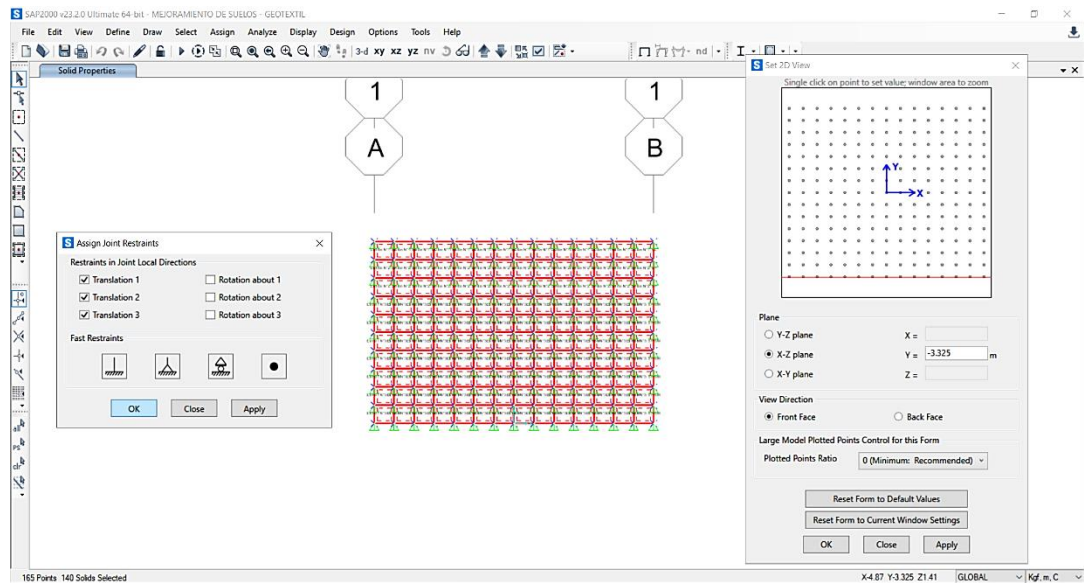 SAP2000 v23.2.0 Ultimate 64-bit - MEJORAMIENTO DE SUELOS - GEOTEXTIL
File Edit View Define Draw Select Assign Analyze Display Design Options Tools Help
3-d xy xz yz nv nd
Solid Properties
1 1
A B
Assign Joint Restraints
Restraints in Joint Local Directions
Translation 1 Rotation about 1
Translation 2 Rotation about 2
Translation 3 Rotation about 3
Fast Restraints
OK Close Apply
Set 2D View
Single click on point to set value; window area to zoom
Y
X
Plane
Y-Z plane X =
X-Z plane Y = -3.325 m
X-Y plane Z =
View Direction
Front Face Back Face
Large Model Plotted Points Control for this Form
Plotted Points Ratio 0 (Minimum: Recommended)
Reset Form to Default Values
Reset Form to Current Window Settings
OK Close Apply
all
ps
clr
165 Points 140 Solids Selected
X-4.87 Y-3.325 Z1.41 GLOBAL Kgf, m, C